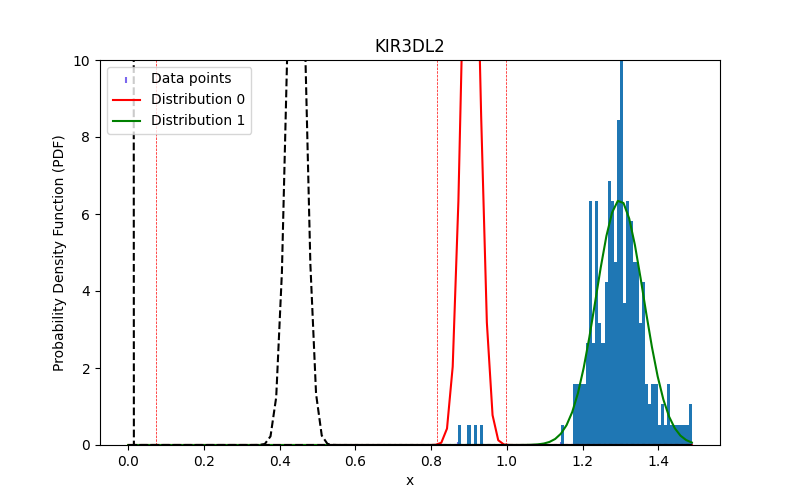 KIR3DL2
Probability Density Function (PDF)
10
8
6
4
2
0
Data points
Distribution 0
Distribution 1
0.0 0.2 0.4 0.6 0.8 1.0 1.2 1.4
x